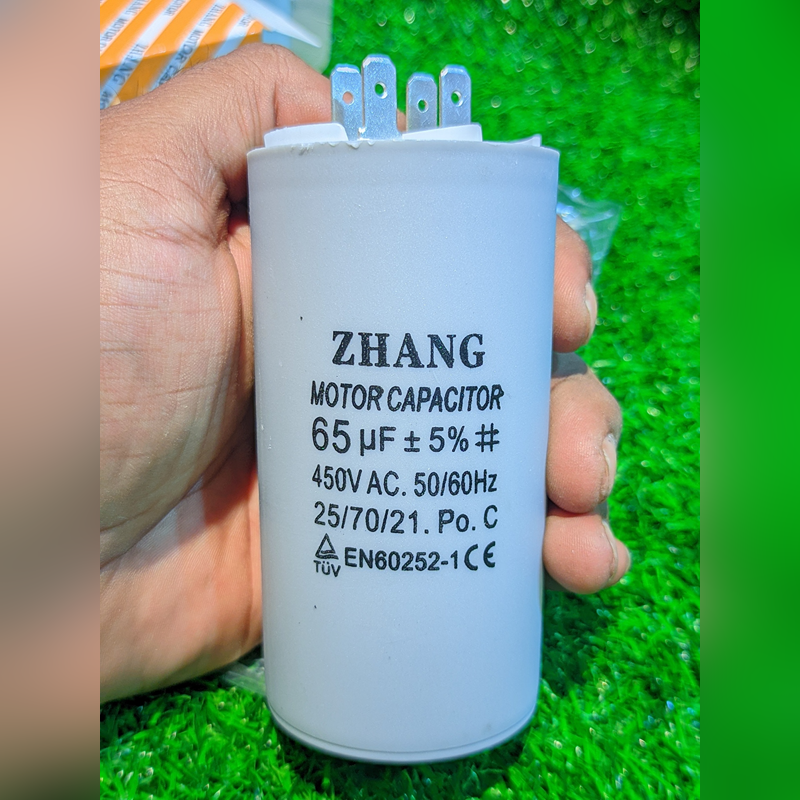 ZHANG
MOTOR CAPACITOR
65 µF ± 5% #
450V AC. 50/60Hz
25/70/21. Po. C
TÜV EN60252-1 CE